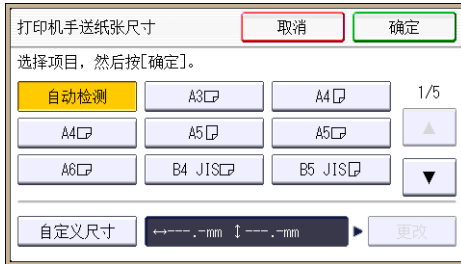 打印机手送纸张尺寸 取消 确定
选择项目，然后按[确定]。
自动检测 A3 A4 1/5
A4 A5 A5 ▲
A6 B4 JIS B5 JIS ▼
自定义尺寸 ↔---.-mm ↕---.-mm ▶ 更改